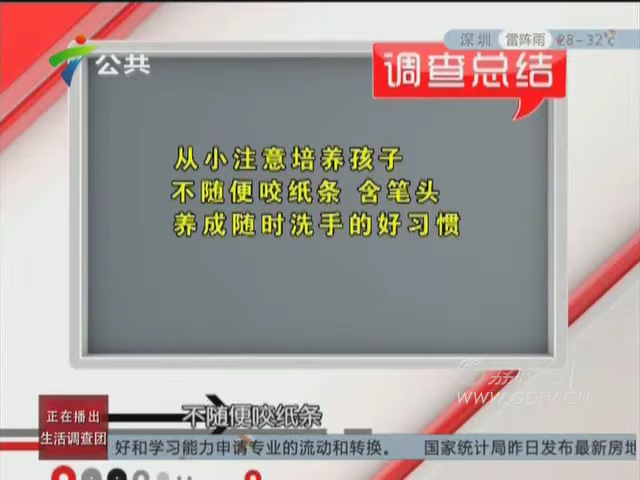 深圳 雷阵雨 28-32℃
公共
调查总结
从小注意培养孩子
不随便咬纸条 含笔头
养成随时洗手的好习惯
WWW.GDTV.CN
正在播出
生活调查团
不随便咬纸条
好和学习能力申请专业的流动和转换。 国家统计局昨日发布最新房地